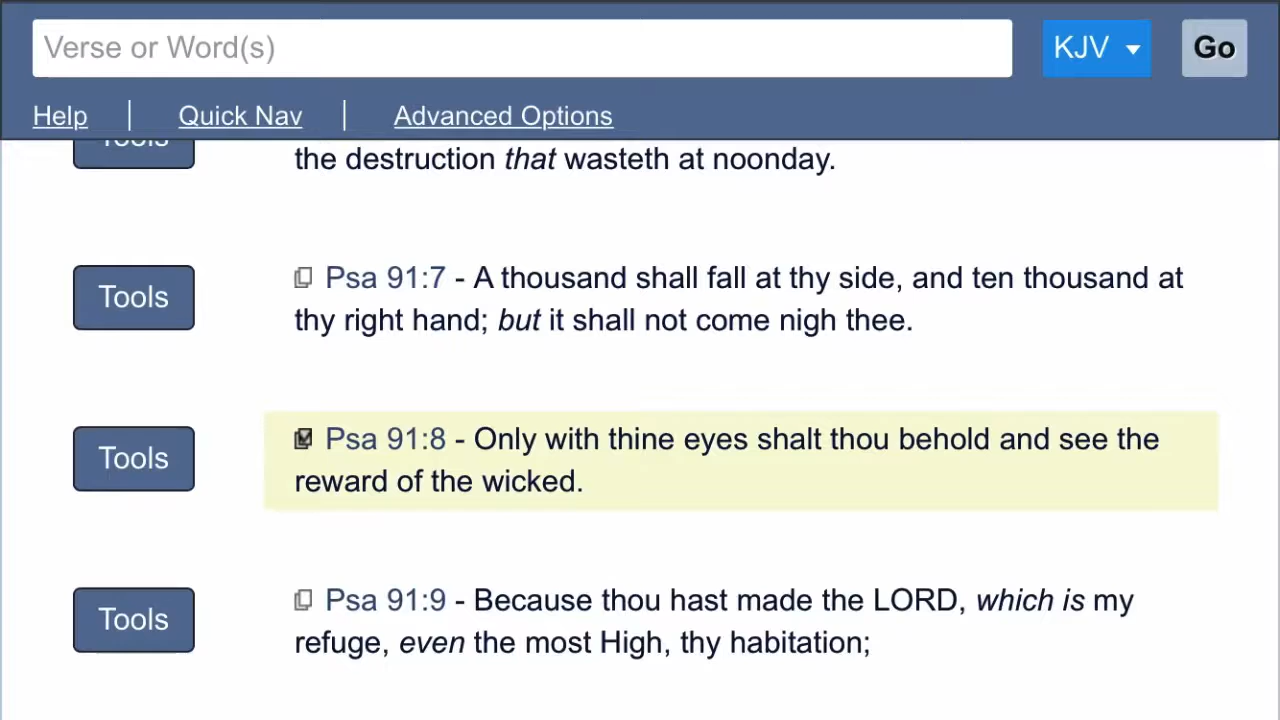 Verse or Word(s)
KJV
Go
Help | Quick Nav | Advanced Options
Tools
the destruction that wasteth at noonday.
Tools
Psa 91:7 - A thousand shall fall at thy side, and ten thousand at
thy right hand; but it shall not come nigh thee.
Tools
Psa 91:8 - Only with thine eyes shalt thou behold and see the
reward of the wicked.
Tools
Psa 91:9 - Because thou hast made the LORD, which is my
refuge, even the most High, thy habitation;